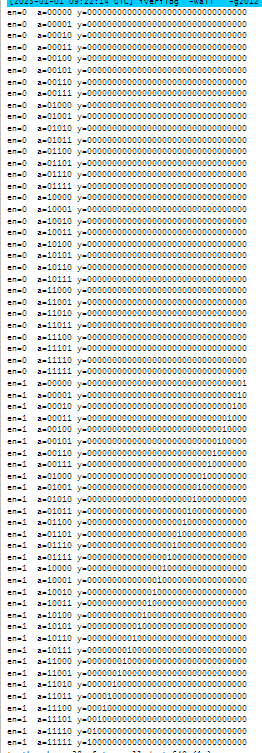 [2025-01-01 09:22:14 UTC] iverilog '-Wall' '-g2012
en=0 a=00000 y=00000000000000000000000000000000
en=0 a=00001 y=00000000000000000000000000000000
en=0 a=00010 y=00000000000000000000000000000000
en=0 a=00011 y=00000000000000000000000000000000
en=0 a=00100 y=00000000000000000000000000000000
en=0 a=00101 y=00000000000000000000000000000000
en=0 a=00110 y=00000000000000000000000000000000
en=0 a=00111 y=00000000000000000000000000000000
en=0 a=01000 y=00000000000000000000000000000000
en=0 a=01001 y=00000000000000000000000000000000
en=0 a=01010 y=00000000000000000000000000000000
en=0 a=01011 y=00000000000000000000000000000000
en=0 a=01100 y=00000000000000000000000000000000
en=0 a=01101 y=00000000000000000000000000000000
en=0 a=01110 y=00000000000000000000000000000000
en=0 a=01111 y=00000000000000000000000000000000
en=0 a=10000 y=00000000000000000000000000000000
en=0 a=10001 y=00000000000000000000000000000000
en=0 a=10010 y=00000000000000000000000000000000
en=0 a=10011 y=00000000000000000000000000000000
en=0 a=10100 y=00000000000000000000000000000000
en=0 a=10101 y=00000000000000000000000000000000
en=0 a=10110 y=00000000000000000000000000000000
en=0 a=10111 y=00000000000000000000000000000000
en=0 a=11000 y=00000000000000000000000000000000
en=0 a=11001 y=00000000000000000000000000000000
en=0 a=11010 y=00000000000000000000000000000000
en=0 a=11011 y=00000000000000000000000000000000
en=0 a=11100 y=00000000000000000000000000000000
en=0 a=11101 y=00000000000000000000000000000000
en=0 a=11110 y=00000000000000000000000000000000
en=0 a=11111 y=00000000000000000000000000000000
en=1 a=00000 y=00000000000000000000000000000001
en=1 a=00001 y=00000000000000000000000000000010
en=1 a=00010 y=00000000000000000000000000000100
en=1 a=00011 y=00000000000000000000000000001000
en=1 a=00100 y=00000000000000000000000000010000
en=1 a=00101 y=00000000000000000000000000100000
en=1 a=00110 y=00000000000000000000000001000000
en=1 a=00111 y=00000000000000000000000010000000
en=1 a=01000 y=00000000000000000000000100000000
en=1 a=01001 y=00000000000000000000001000000000
en=1 a=01010 y=00000000000000000000010000000000
en=1 a=01011 y=00000000000000000000100000000000
en=1 a=01100 y=00000000000000000001000000000000
en=1 a=01101 y=00000000000000000010000000000000
en=1 a=01110 y=00000000000000000100000000000000
en=1 a=01111 y=00000000000000001000000000000000
en=1 a=10000 y=00000000000000010000000000000000
en=1 a=10001 y=00000000000000100000000000000000
en=1 a=10010 y=00000000000001000000000000000000
en=1 a=10011 y=00000000000010000000000000000000
en=1 a=10100 y=00000000000100000000000000000000
en=1 a=10101 y=00000000001000000000000000000000
en=1 a=10110 y=00000000010000000000000000000000
en=1 a=10111 y=00000000100000000000000000000000
en=1 a=11000 y=00000001000000000000000000000000
en=1 a=11001 y=00000010000000000000000000000000
en=1 a=11010 y=00000100000000000000000000000000
en=1 a=11011 y=00001000000000000000000000000000
en=1 a=11100 y=00010000000000000000000000000000
en=1 a=11101 y=00100000000000000000000000000000
en=1 a=11110 y=01000000000000000000000000000000
en=1 a=11111 y=10000000000000000000000000000000